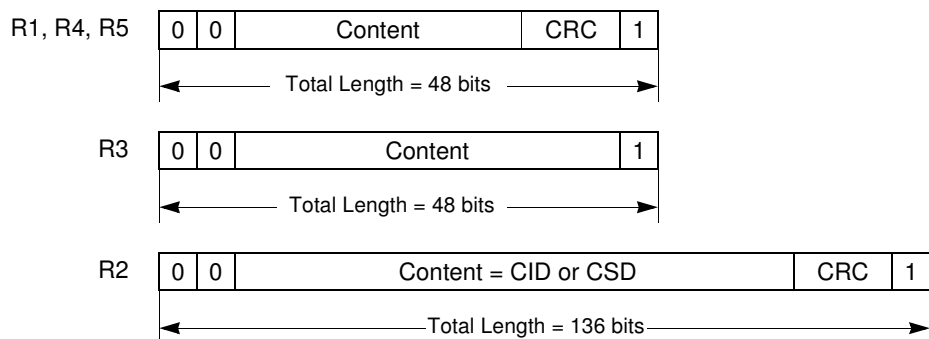 R1, R4, R5 0 0 Content CRC 1
Total Length = 48 bits
R3 0 0 Content 1
Total Length = 48 bits
R2 0 0 Content = CID or CSD CRC 1
Total Length = 136 bits